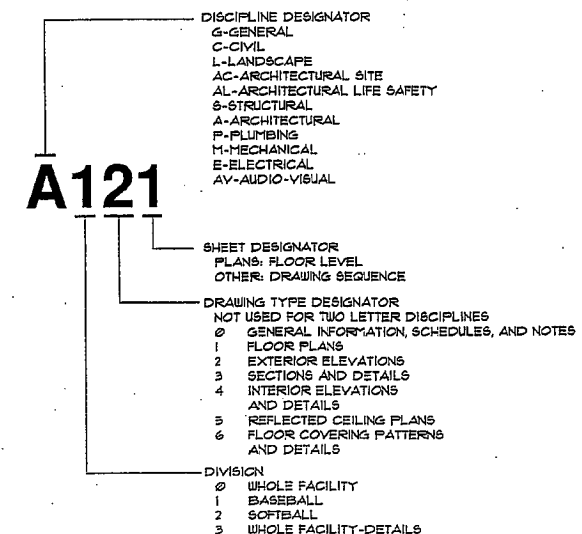 DISCIPLINE DESIGNATOR
G-GENERAL
C-CIVIL
L-LANDSCAPE
AC-ARCHITECTURAL SITE
AL-ARCHITECTURAL LIFE SAFETY
S-STRUCTURAL
A-ARCHITECTURAL
P-PLUMBING
M-MECHANICAL
E-ELECTRICAL
AV-AUDIO-VISUAL
A121
SHEET DESIGNATOR
PLANS: FLOOR LEVEL
OTHER: DRAWING SEQUENCE
DRAWING TYPE DESIGNATOR
NOT USED FOR TWO LETTER DISCIPLINES
0 GENERAL INFORMATION, SCHEDULES, AND NOTES
1 FLOOR PLANS
2 EXTERIOR ELEVATIONS
3 SECTIONS AND DETAILS
4 INTERIOR ELEVATIONS
AND DETAILS
5 REFLECTED CEILING PLANS
6 FLOOR COVERING PATTERNS
AND DETAILS
DIVISION
0 WHOLE FACILITY
1 BASEBALL
2 SOFTBALL
3 WHOLE FACILITY-DETAILS